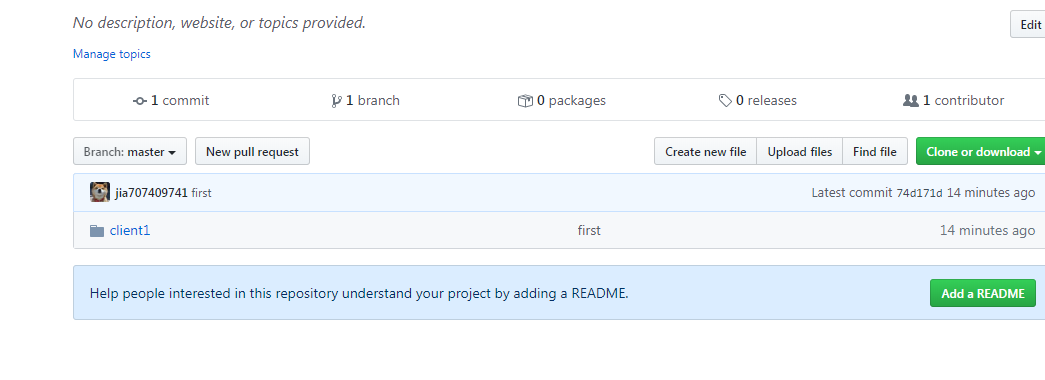 No description, website, or topics provided.
Edit
Manage topics
1 commit
1 branch
0 packages
0 releases
1 contributor
Branch: master
New pull request
Create new file
Upload files
Find file
Clone or download
jia707409741 first
Latest commit 74d171d 14 minutes ago
client1
first
14 minutes ago
Help people interested in this repository understand your project by adding a README.
Add a README